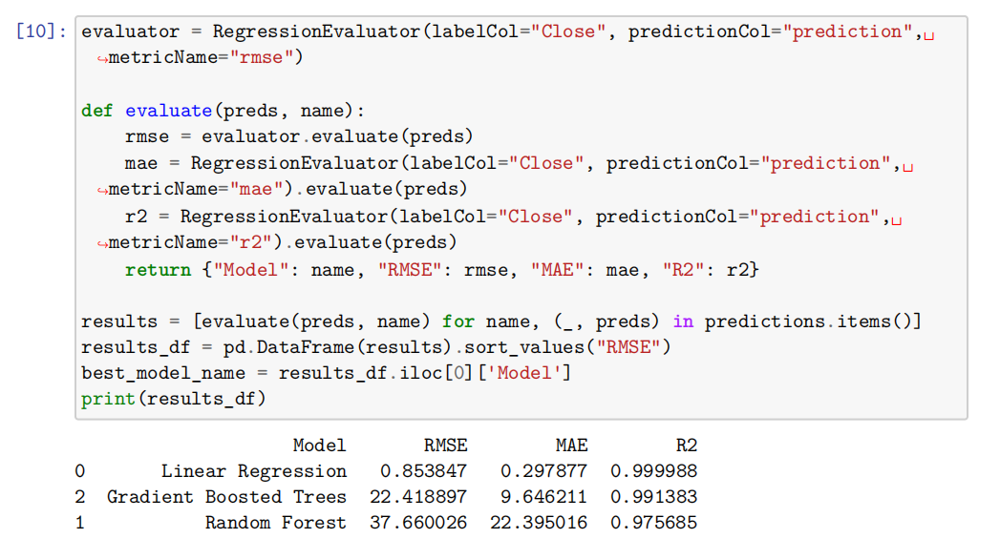 [10]: evaluator = RegressionEvaluator(labelCol="Close", predictionCol="prediction",␣
↪metricName="rmse")
def evaluate(preds, name):
    rmse = evaluator.evaluate(preds)
    mae = RegressionEvaluator(labelCol="Close", predictionCol="prediction",␣
↪metricName="mae").evaluate(preds)
    r2 = RegressionEvaluator(labelCol="Close", predictionCol="prediction",␣
↪metricName="r2").evaluate(preds)
    return {"Model": name, "RMSE": rmse, "MAE": mae, "R2": r2}
results = [evaluate(preds, name) for name, (_, preds) in predictions.items()]
results_df = pd.DataFrame(results).sort_values("RMSE")
best_model_name = results_df.iloc[0]['Model']
print(results_df)
Model RMSE MAE R2
0 Linear Regression 0.853847 0.297877 0.999988
2 Gradient Boosted Trees 22.418897 9.646211 0.991383
1 Random Forest 37.660026 22.395016 0.975685